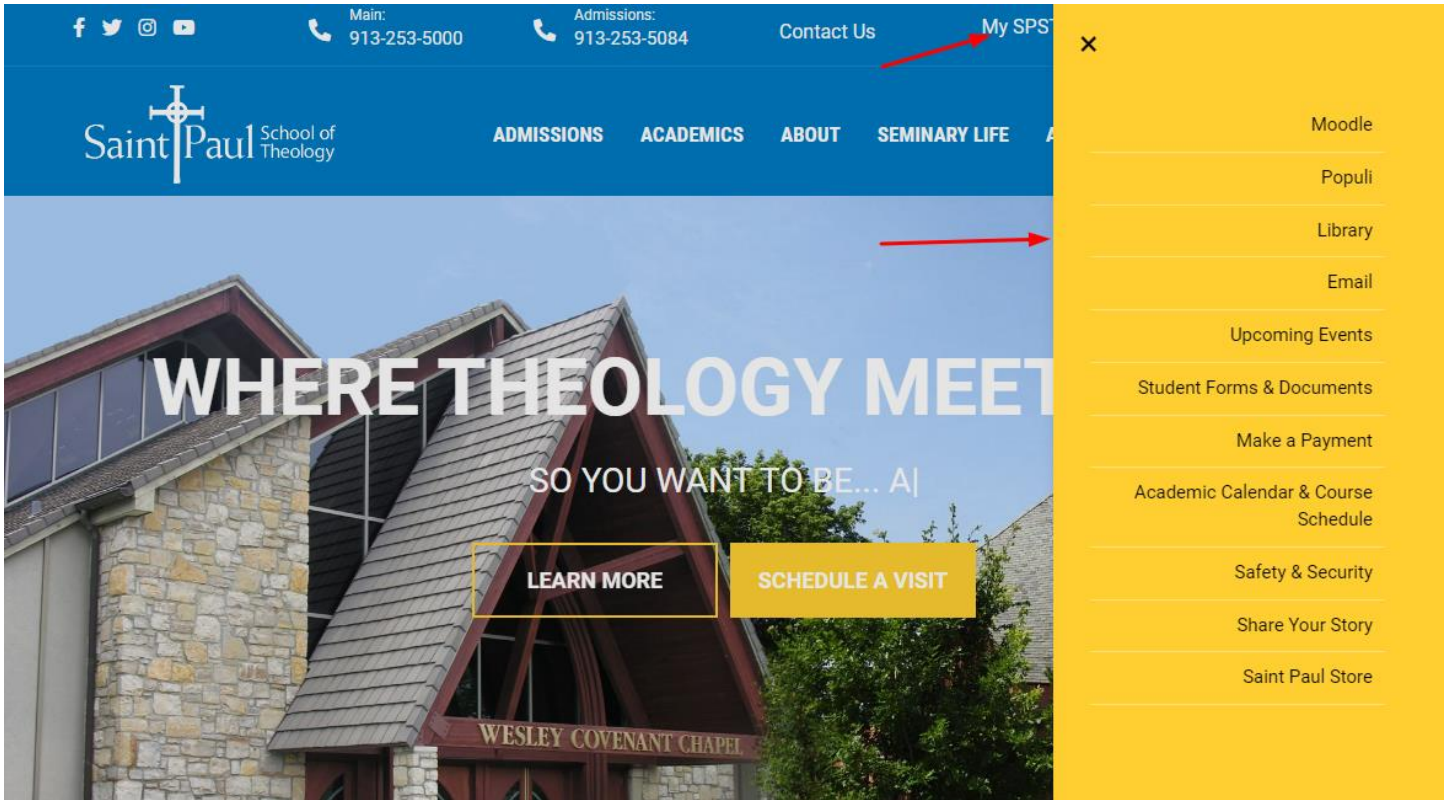 Main:
913-253-5000
Admissions:
913-253-5084
Contact Us
My SPST
Saint Paul School of Theology
ADMISSIONS
ACADEMICS
ABOUT
SEMINARY LIFE
WHERE THEOLOGY MEET
SO YOU WANT TO BE... A|
LEARN MORE
SCHEDULE A VISIT
WESLEY COVENANT CHAPEL
Moodle
Populi
Library
Email
Upcoming Events
Student Forms & Documents
Make a Payment
Academic Calendar & Course
Schedule
Safety & Security
Share Your Story
Saint Paul Store